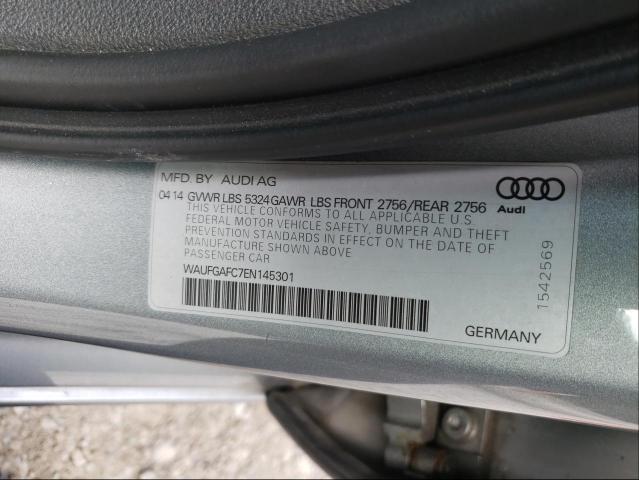 MFD. BY AUDI AG
04 14 GVWR LBS 5324 GAWR LBS FRONT 2756/REAR 2756
THIS VEHICLE CONFORMS TO ALL APPLICABLE U S
FEDERAL MOTOR VEHICLE SAFETY, BUMPER AND THEFT
PREVENTION STANDARDS IN EFFECT ON THE DATE OF
MANUFACTURE SHOWN ABOVE
PASSENGER CAR
WAUFGAFC7EN145301
Audi
1542569
GERMANY